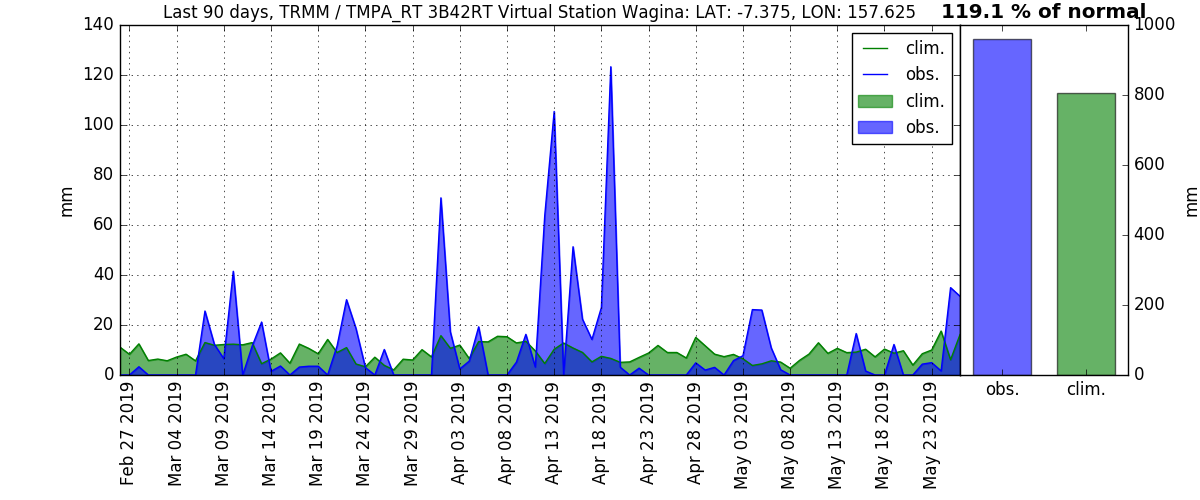 Last 90 days, TRMM / TMPA_RT 3B42RT Virtual Station Wagina: LAT: -7.375, LON: 157.625
119.1 % of normal
140
120
100
80
60
40
20
0
mm
clim.
obs.
clim.
obs.
Feb 27 2019
Mar 04 2019
Mar 09 2019
Mar 14 2019
Mar 19 2019
Mar 24 2019
Mar 29 2019
Apr 03 2019
Apr 08 2019
Apr 13 2019
Apr 18 2019
Apr 23 2019
Apr 28 2019
May 03 2019
May 08 2019
May 13 2019
May 18 2019
May 23 2019
1000
800
600
400
200
0
mm
obs.
clim.